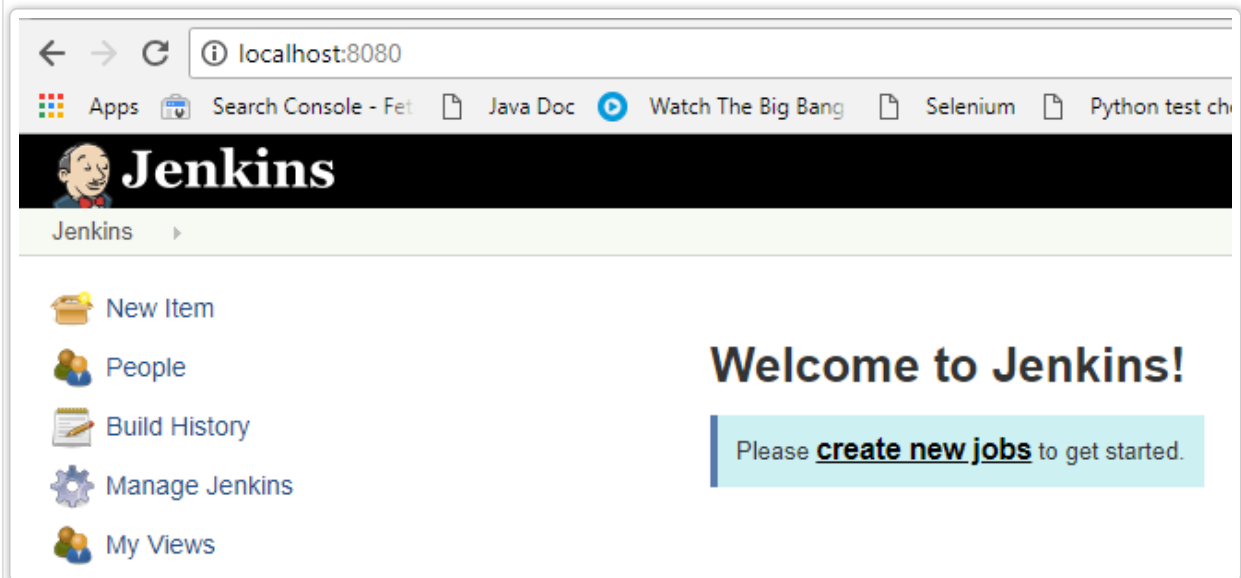 localhost:8080
Apps Search Console - Fet Java Doc Watch The Big Bang Selenium Python test che
Jenkins
Jenkins
New Item
People
Build History
Manage Jenkins
My Views
Welcome to Jenkins!
Please create new jobs to get started.